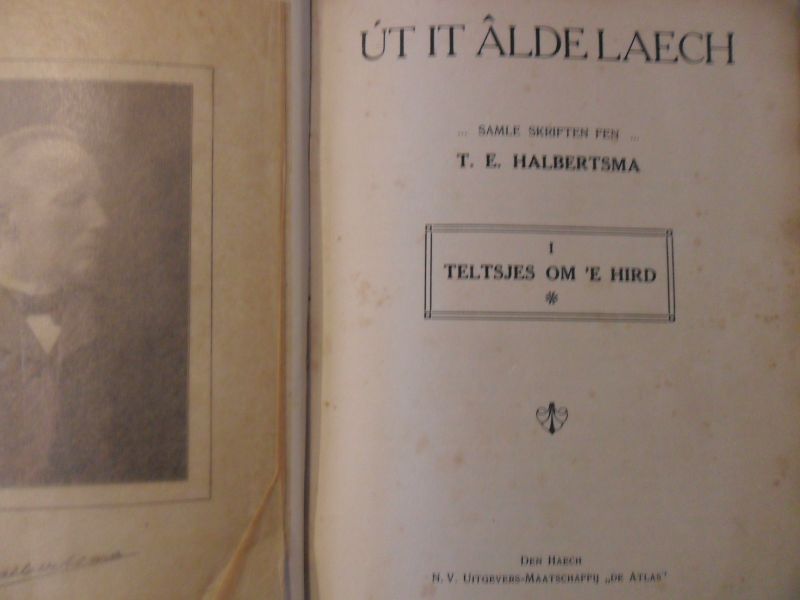 ÚT IT ÂLDE LAECH
... SAMLE SKRIFTEN FEN ...
T. E. HALBERTSMA
I
TELTSJES OM 'E HIRD
*
DEN HAECH
N. V. UITGEVERS-MAATSCHAPPIJ „DE ATLAS"